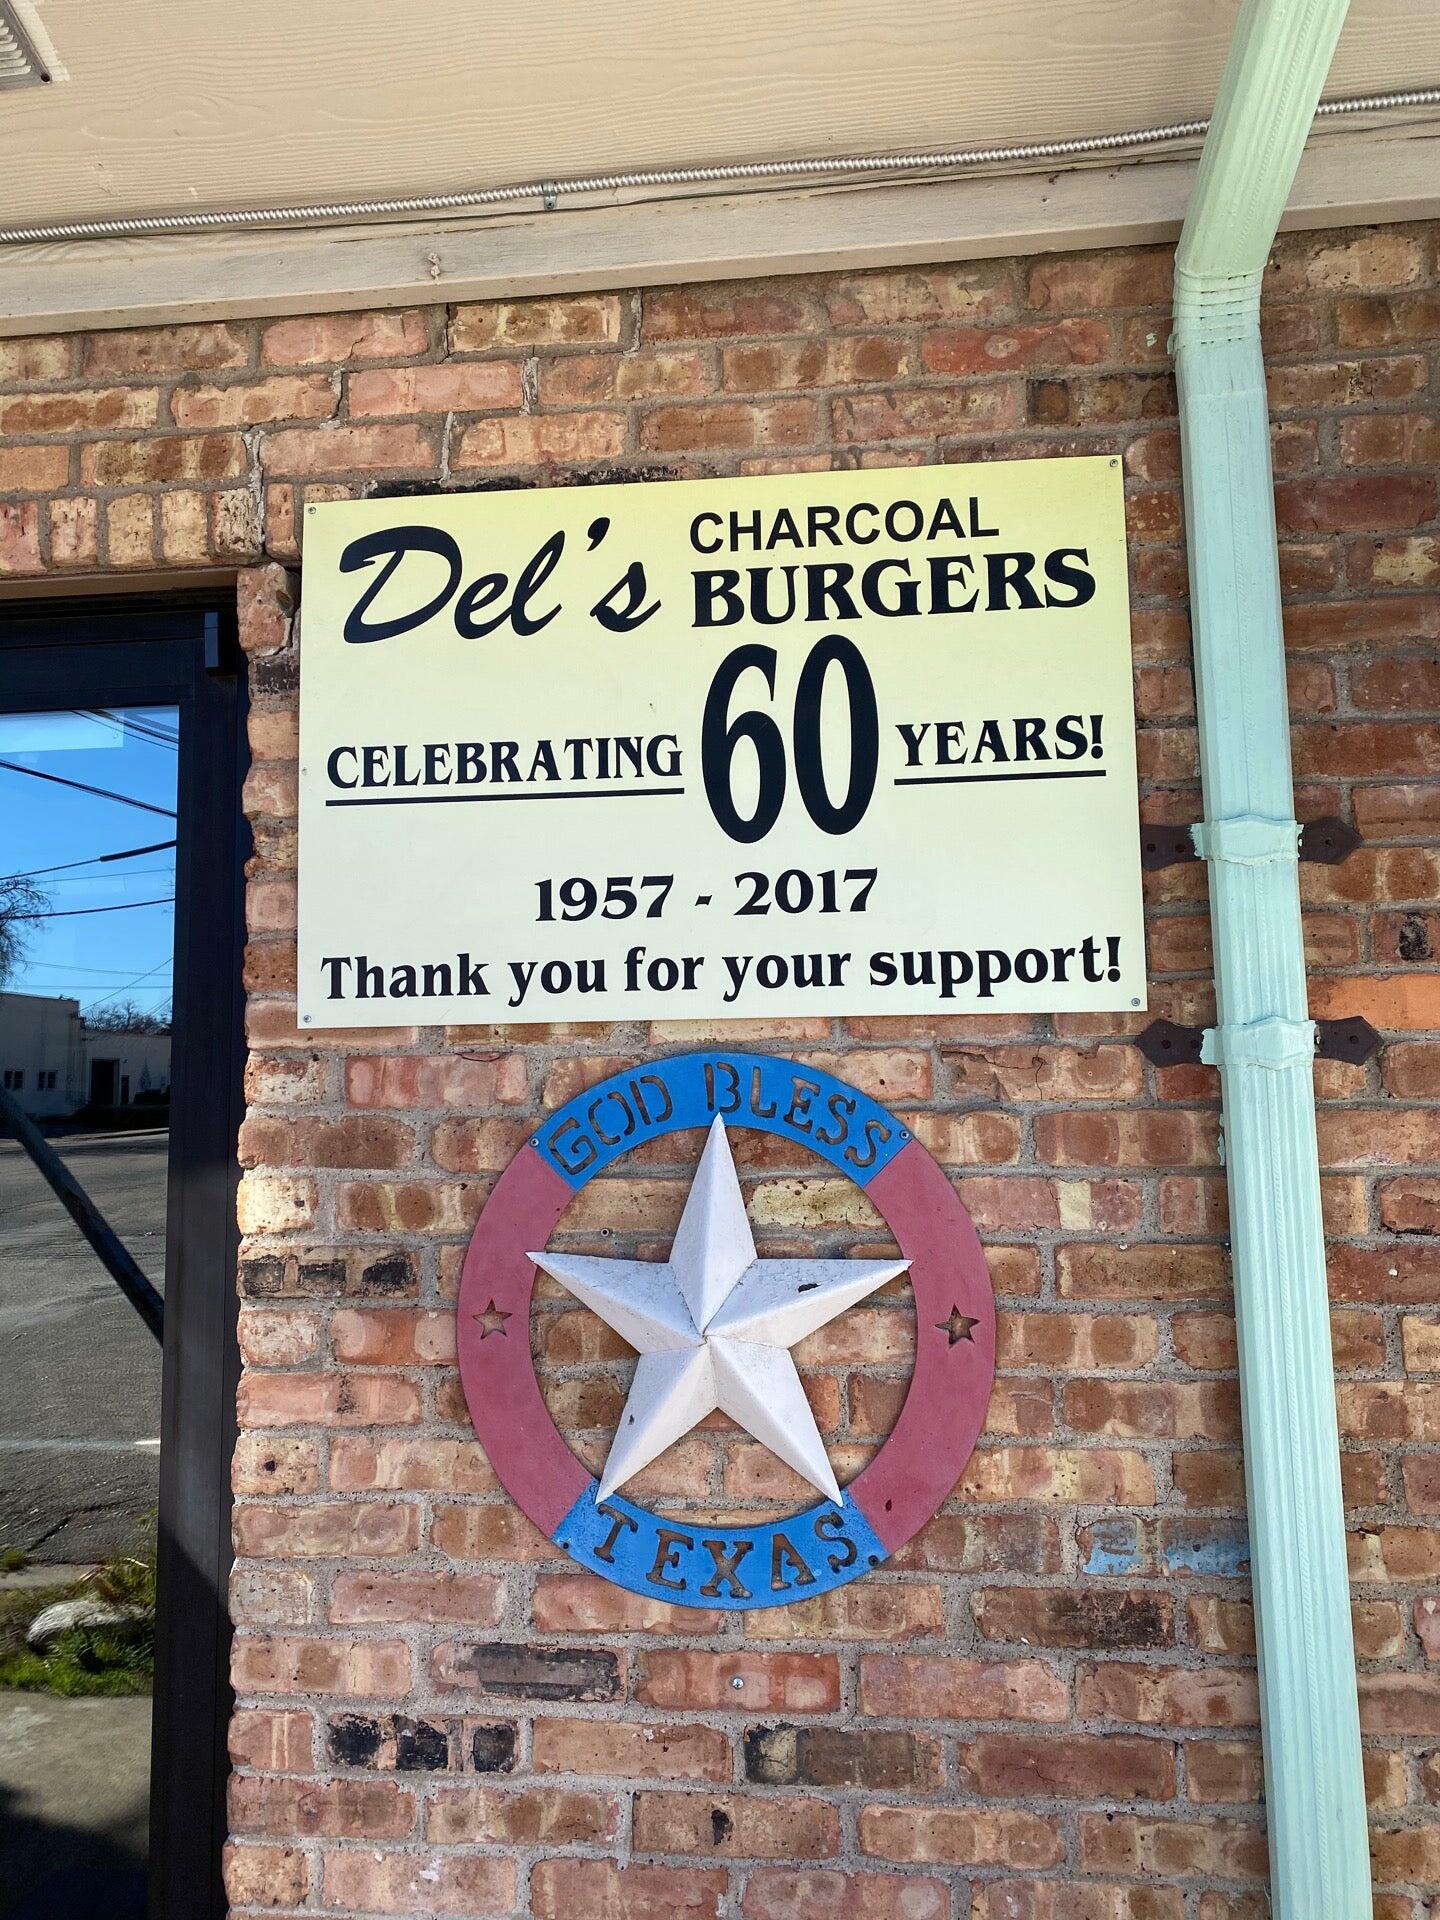 Del's CHARCOAL
BURGERS
CELEBRATING 60 YEARS!
1957 - 2017
Thank you for your support!
GOD BLESS
TEXAS